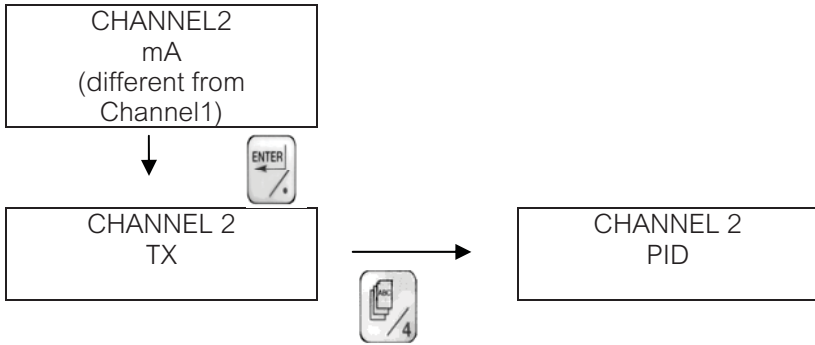 CHANNEL2
mA
(different from
Channel1)
ENTER
.
CHANNEL 2
TX
CHANNEL 2
PID
ABC
4